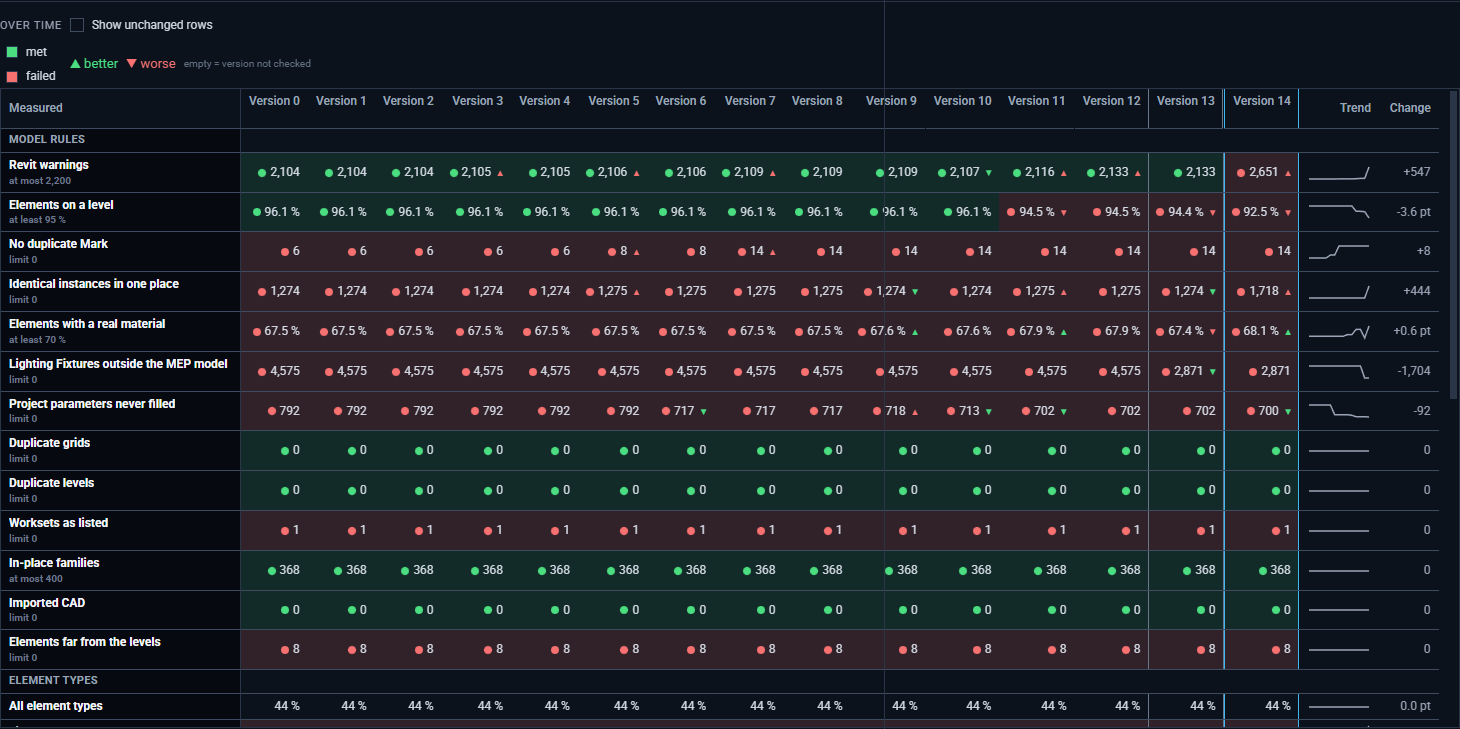 OVER TIME Show unchanged rows
met
failed
▲ better ▼ worse empty = version not checked
Measured Version 0 Version 1 Version 2 Version 3 Version 4 Version 5 Version 6 Version 7 Version 8 Version 9 Version 10 Version 11 Version 12 Version 13 Version 14 Trend Change
MODEL RULES
Revit warnings 2,104 2,104 2,104 2,105 ▲ 2,105 2,106 ▲ 2,106 2,109 ▲ 2,109 2,109 2,107 ▼ 2,116 ▲ 2,133 ▲ 2,133 2,651 ▲ +547
at most 2,200
Elements on a level 96.1 % 96.1 % 96.1 % 96.1 % 96.1 % 96.1 % 96.1 % 96.1 % 96.1 % 96.1 % 96.1 % 94.5 % ▼ 94.5 % 94.4 % ▼ 92.5 % ▼ -3.6 pt
at least 95 %
No duplicate Mark 6 6 6 6 6 8 ▲ 8 14 ▲ 14 14 14 14 14 14 14 +8
limit 0
Identical instances in one place 1,274 1,274 1,274 1,274 1,274 1,275 ▲ 1,275 1,275 1,275 1,274 ▼ 1,274 1,275 ▲ 1,275 1,274 ▼ 1,718 ▲ +444
limit 0
Elements with a real material 67.5 % 67.5 % 67.5 % 67.5 % 67.5 % 67.5 % 67.5 % 67.5 % 67.5 % 67.6 % ▲ 67.6 % 67.9 % ▲ 67.9 % 67.4 % ▼ 68.1 % ▲ +0.6 pt
at least 70 %
Lighting Fixtures outside the MEP model 4,575 4,575 4,575 4,575 4,575 4,575 4,575 4,575 4,575 4,575 4,575 4,575 4,575 2,871 ▼ 2,871 -1,704
limit 0
Project parameters never filled 792 792 792 792 792 792 717 ▼ 717 717 718 ▲ 713 ▼ 702 ▼ 702 702 700 ▼ -92
limit 0
Duplicate grids 0 0 0 0 0 0 0 0 0 0 0 0 0 0 0 0
limit 0
Duplicate levels 0 0 0 0 0 0 0 0 0 0 0 0 0 0 0 0
limit 0
Worksets as listed 1 1 1 1 1 1 1 1 1 1 1 1 1 1 1 0
limit 0
In-place families 368 368 368 368 368 368 368 368 368 368 368 368 368 368 368 0
at most 400
Imported CAD 0 0 0 0 0 0 0 0 0 0 0 0 0 0 0 0
limit 0
Elements far from the levels 8 8 8 8 8 8 8 8 8 8 8 8 8 8 8 0
limit 0
ELEMENT TYPES
All element types 44 % 44 % 44 % 44 % 44 % 44 % 44 % 44 % 44 % 44 % 44 % 44 % 44 % 44 % 44 % 0.0 pt